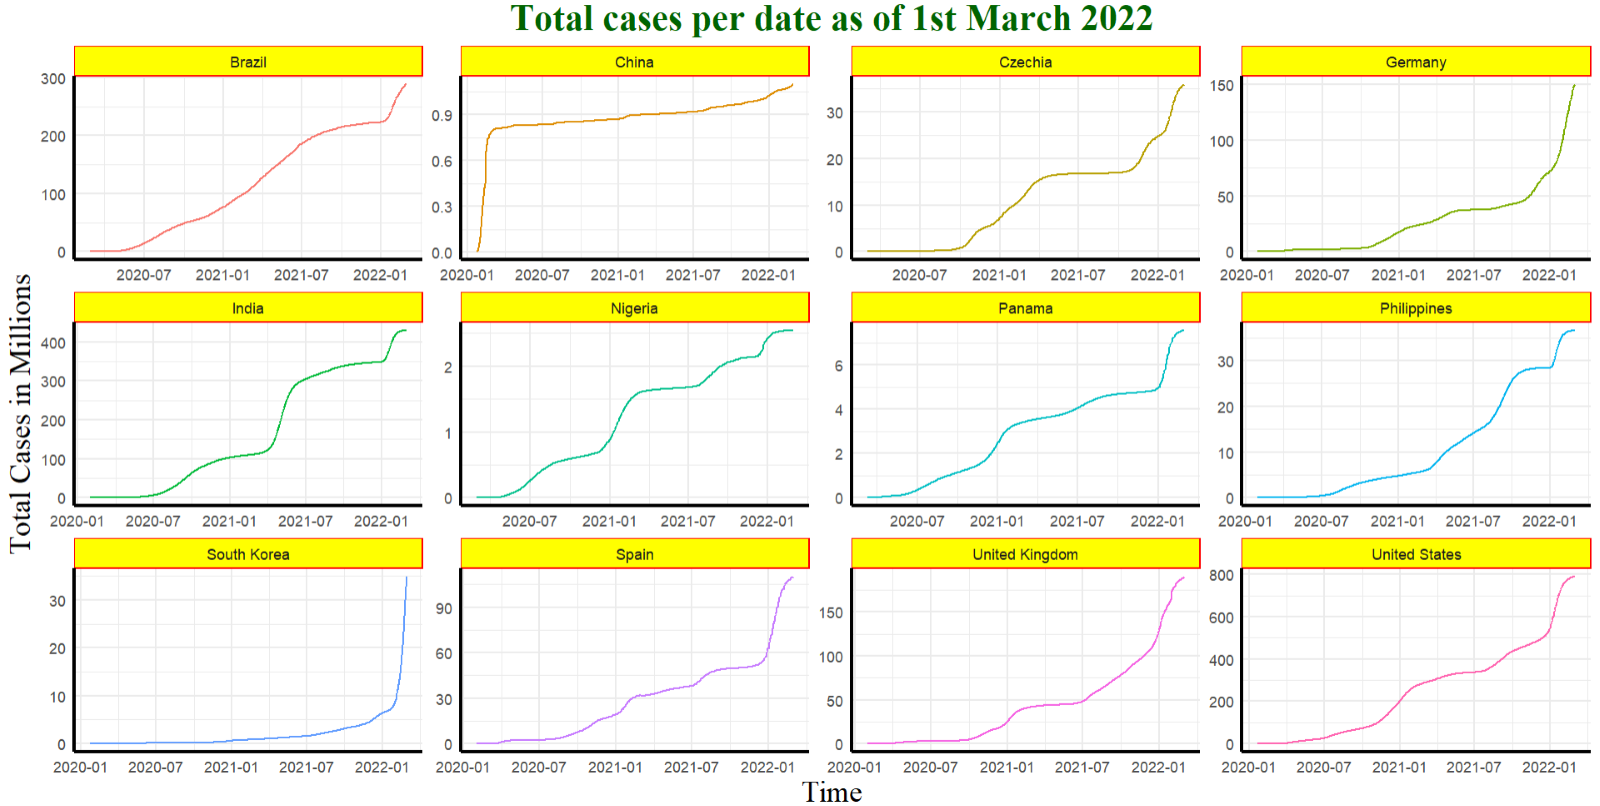 Total cases per date as of 1st March 2022
Total Cases in Millions
Brazil
300
200
100
0
2020-07 2021-01 2021-07 2022-01
China
0.9
0.6
0.3
0.0
2020-01 2020-07 2021-01 2021-07 2022-01
Czechia
30
20
10
0
2020-07 2021-01 2021-07 2022-01
Germany
150
100
50
0
2020-01 2020-07 2021-01 2021-07 2022-01
India
400
300
200
100
0
2020-01 2020-07 2021-01 2021-07 2022-01
Nigeria
2
1
0
2020-07 2021-01 2021-07 2022-01
Panama
6
4
2
0
2020-07 2021-01 2021-07 2022-01
Philippines
30
20
10
0
2020-01 2020-07 2021-01 2021-07 2022-01
South Korea
30
20
10
0
2020-01 2020-07 2021-01 2021-07 2022-01
Spain
90
60
30
0
2020-01 2020-07 2021-01 2021-07 2022-01
United Kingdom
150
100
50
0
2020-01 2020-07 2021-01 2021-07 2022-01
United States
800
600
400
200
0
2020-01 2020-07 2021-01 2021-07 2022-01
Time